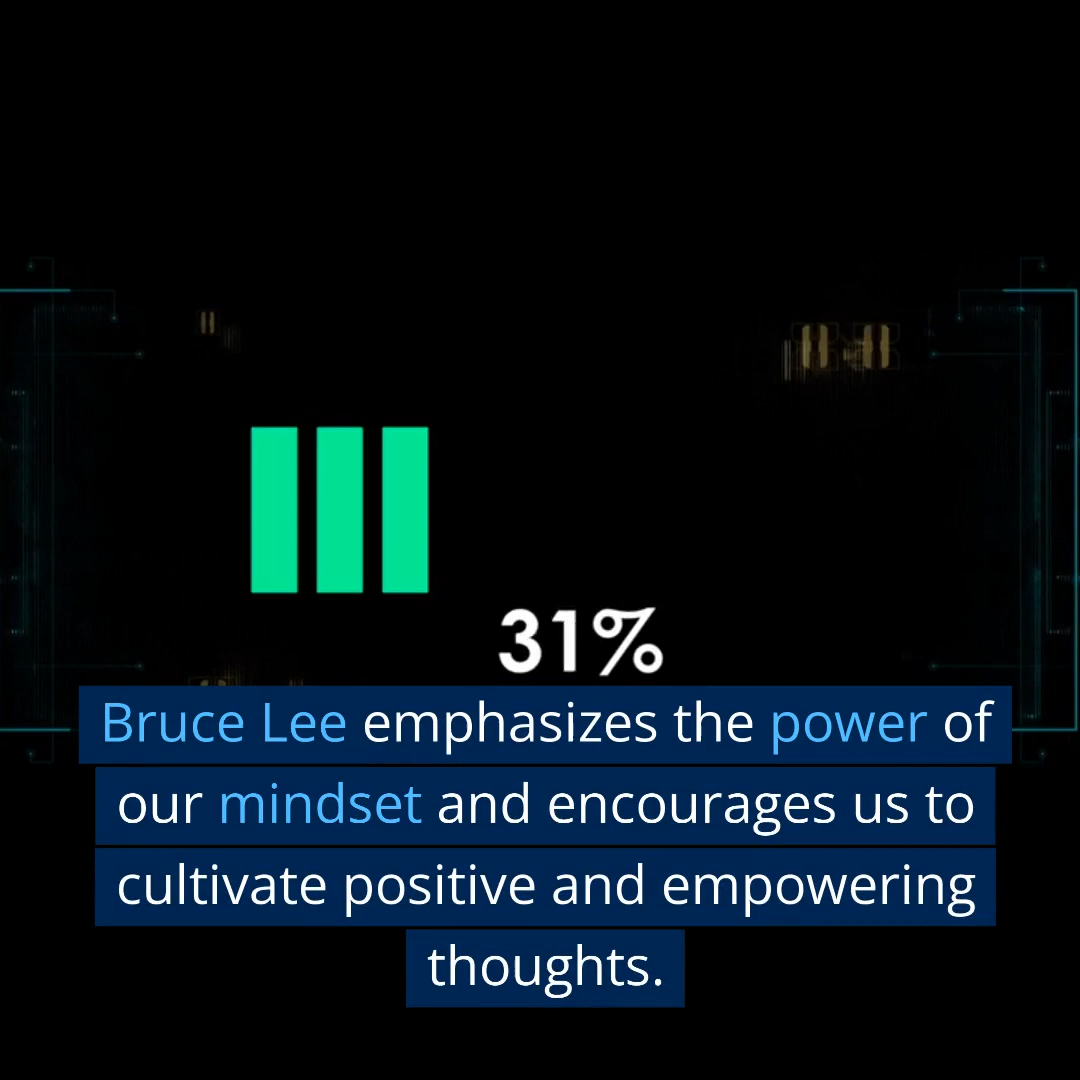 31%
Bruce Lee emphasizes the power of
our mindset and encourages us to
cultivate positive and empowering
thoughts.